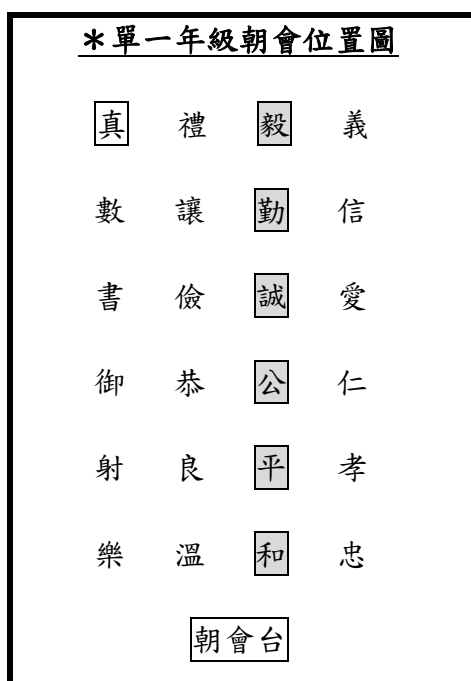 ＊單一年級朝會位置圖
真 禮 毅 義
數 讓 勤 信
書 儉 誠 愛
御 恭 公 仁
射 良 平 孝
樂 溫 和 忠
朝會台